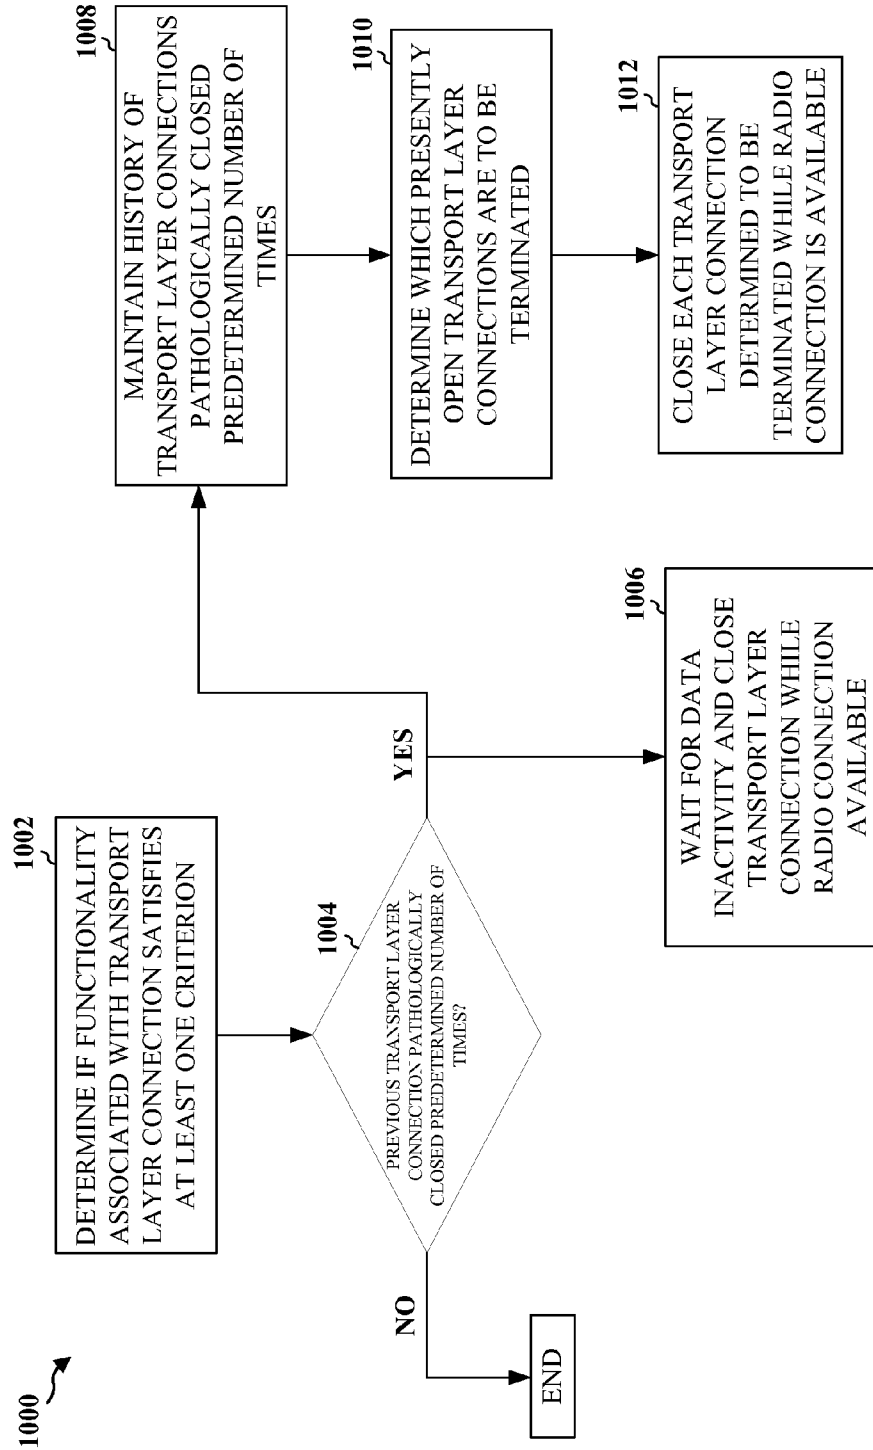 1000
1002
DETERMINE IF FUNCTIONALITY
ASSOCIATED WITH TRANSPORT
LAYER CONNECTION SATISFIES
AT LEAST ONE CRITERION
1004
PREVIOUS TRANSPORT LAYER
CONNECTION PATHOLOGICALLY
CLOSED PREDETERMINED NUMBER OF
TIMES?
NO
END
YES
1006
WAIT FOR DATA
INACTIVITY AND CLOSE
TRANSPORT LAYER
CONNECTION WHILE
RADIO CONNECTION
AVAILABLE
1008
MAINTAIN HISTORY OF
TRANSPORT LAYER CONNECTIONS
PATHOLOGICALLY CLOSED
PREDETERMINED NUMBER OF
TIMES
1010
DETERMINE WHICH PRESENTLY
OPEN TRANSPORT LAYER
CONNECTIONS ARE TO BE
TERMINATED
1012
CLOSE EACH TRANSPORT
LAYER CONNECTION
DETERMINED TO BE
TERMINATED WHILE RADIO
CONNECTION IS AVAILABLE